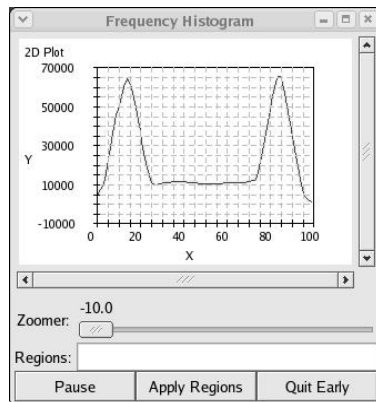 Frequency Histogram
2D Plot
70000
50000
30000
Y
10000
-10000
0 20 40 60 80 100
X
-10.0
Zoomer:
Regions:
Pause Apply Regions Quit Early